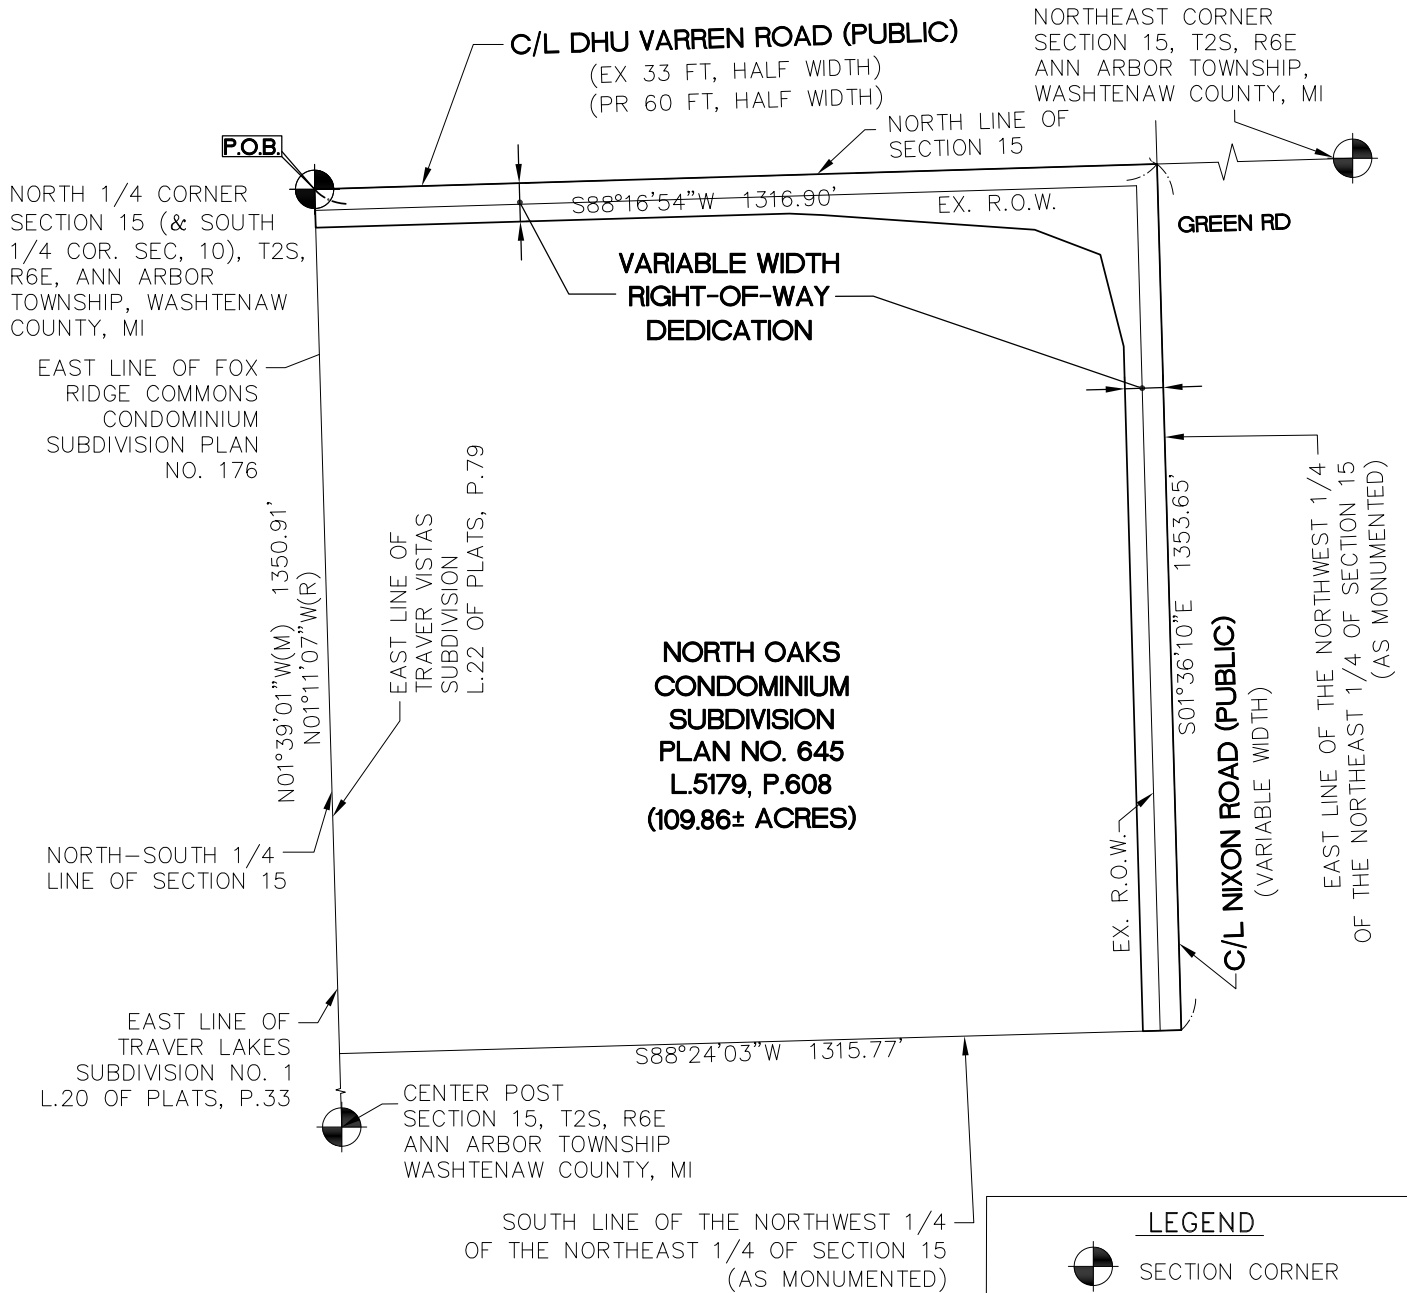 C/L DHU VARREN ROAD (PUBLIC)
(EX 33 FT, HALF WIDTH)
(PR 60 FT, HALF WIDTH)
NORTHEAST CORNER
SECTION 15, T2S, R6E
ANN ARBOR TOWNSHIP,
WASHTENAW COUNTY, MI
NORTH LINE OF
SECTION 15
P.O.B.
NORTH 1/4 CORNER
SECTION 15 (& SOUTH
1/4 COR. SEC, 10), T2S,
R6E, ANN ARBOR
TOWNSHIP, WASHTENAW
COUNTY, MI
S88°16'54"W 1316.90'
EX. R.O.W.
GREEN RD
VARIABLE WIDTH
RIGHT-OF-WAY
DEDICATION
EAST LINE OF FOX
RIDGE COMMONS
CONDOMINIUM
SUBDIVISION PLAN
NO. 176
N01°39'01"W(M) 1350.91'
N01°11'07"W(R)
EAST LINE OF
TRAVER VISTAS
SUBDIVISION
L.22 OF PLATS, P.79
NORTH OAKS
CONDOMINIUM
SUBDIVISION
PLAN NO. 645
L.5179, P.608
(109.86± ACRES)
EX. R.O.W.
S01°36'10"E 1353.65'
C/L NIXON ROAD (PUBLIC)
(VARIABLE WIDTH)
EAST LINE OF THE NORTHWEST 1/4
OF THE NORTHEAST 1/4 OF SECTION 15
(AS MONUMENTED)
NORTH-SOUTH 1/4
LINE OF SECTION 15
EAST LINE OF
TRAVER LAKES
SUBDIVISION NO. 1
L.20 OF PLATS, P.33
S88°24'03"W 1315.77'
CENTER POST
SECTION 15, T2S, R6E
ANN ARBOR TOWNSHIP
WASHTENAW COUNTY, MI
SOUTH LINE OF THE NORTHWEST 1/4
OF THE NORTHEAST 1/4 OF SECTION 15
(AS MONUMENTED)
LEGEND
SECTION CORNER